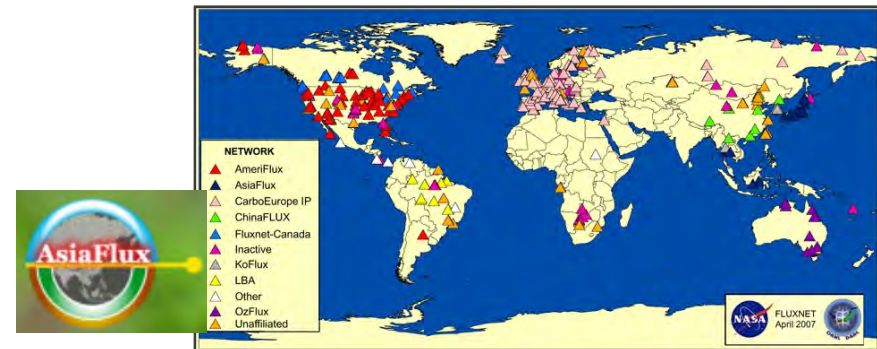 AsiaFlux
NETWORK
AmeriFlux
AsiaFlux
CarboEurope IP
ChinaFLUX
Fluxnet-Canada
Inactive
KoFlux
LBA
Other
OzFlux
Unaffiliated
NASA
FLUXNET
April 2007